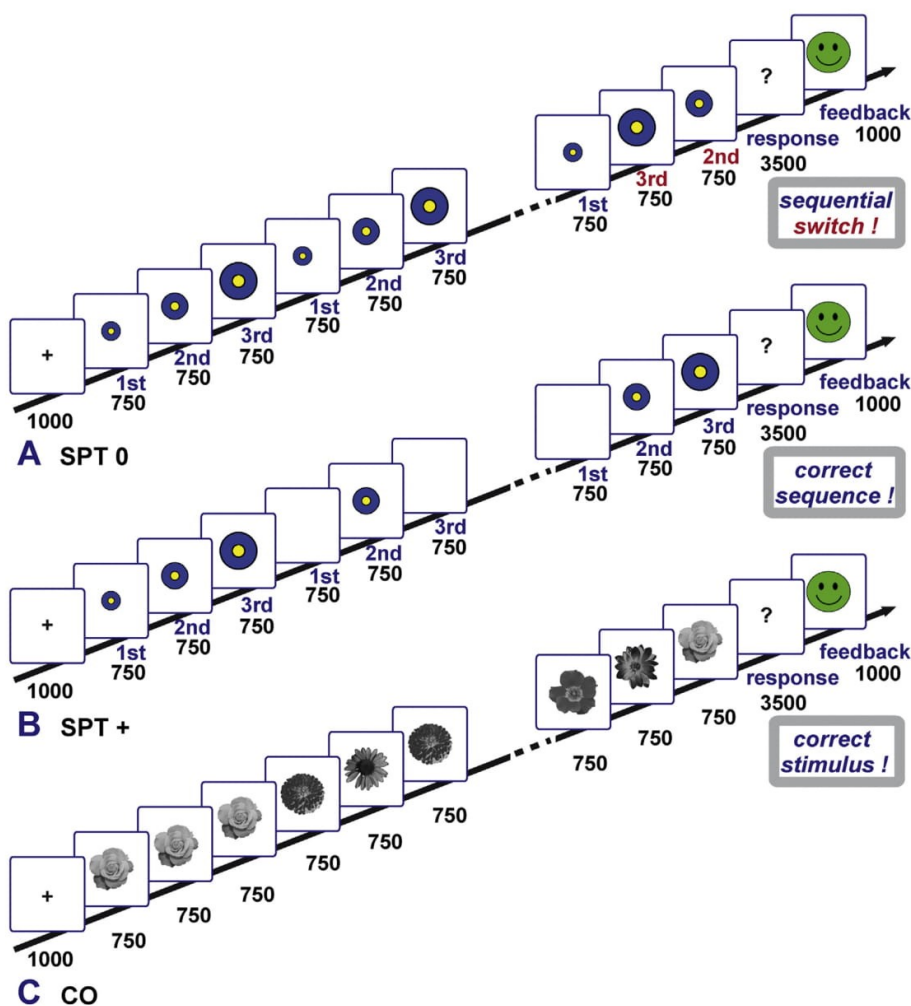 +
1000
1st
750
2nd
750
3rd
750
1st
750
2nd
750
3rd
750
1st
750
3rd
750
2nd
750
?
response
3500
feedback
1000
sequential
switch !
A SPT 0
+
1000
1st
750
2nd
750
3rd
750
1st
750
2nd
750
3rd
750
1st
750
2nd
750
3rd
750
?
response
3500
feedback
1000
correct
sequence !
B SPT +
+
1000
750
750
750
750
750
750
750
750
750
?
response
3500
feedback
1000
correct
stimulus !
C CO